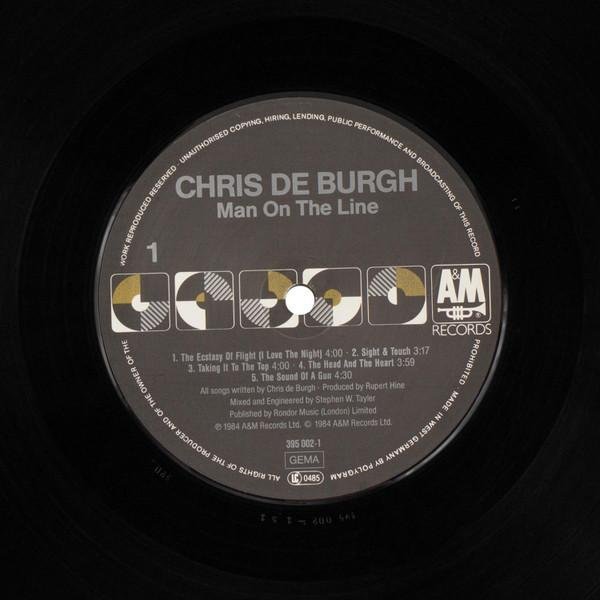 WORK REPRODUCED RESERVED · UNAUTHORISED COPYING, HIRING, LENDING, PUBLIC PERFORMANCE AND BROADCASTING OF THIS RECORD
CHRIS DE BURGH
Man On The Line
1
A&M
®
RECORDS
1. The Ecstasy Of Flight (I Love The Night) 4:00 · 2. Sight & Touch 3:17
3. Taking It To The Top 4:00 · 4. The Head And The Heart 3:59
5. The Sound Of A Gun 4:30
All songs written by Chris de Burgh · Produced by Rupert Hine
Mixed and Engineered by Stephen W. Tayler
Published by Rondor Music (London) Limited
℗ 1984 A&M Records Ltd. © 1984 A&M Records Ltd.
395 002-1
GEMA
LC 0485
PROHIBITED · MADE IN WEST GERMANY BY POLYGRAM
ALL RIGHTS OF THE PRODUCER AND OF THE OWNER OF THE